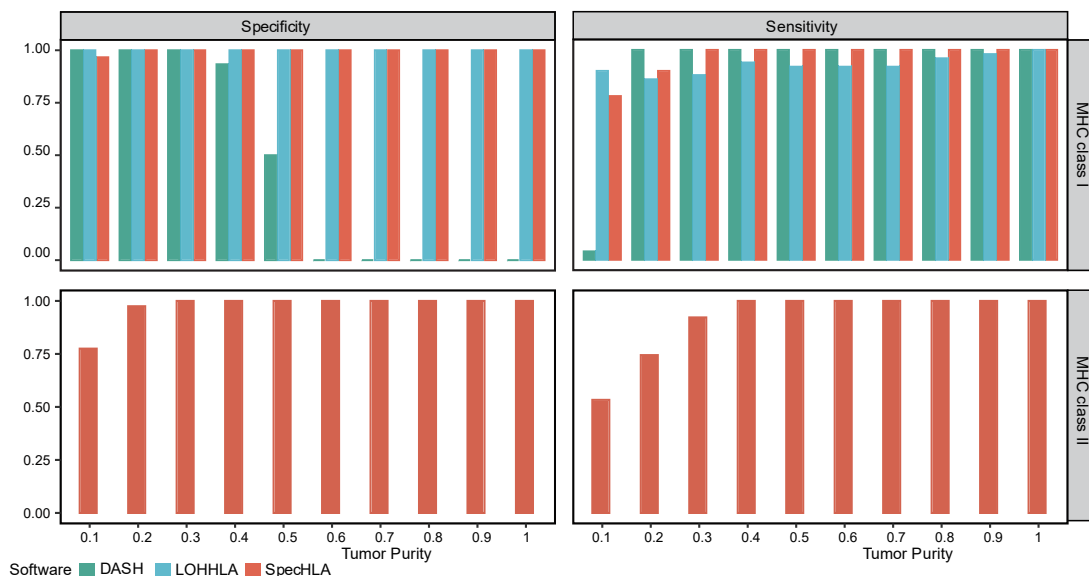 Specificity
Sensitivity
1.00
0.75
0.50
0.25
0.00
MHC class I
1.00
0.75
0.50
0.25
0.00
MHC class II
0.1 0.2 0.3 0.4 0.5 0.6 0.7 0.8 0.9 1
0.1 0.2 0.3 0.4 0.5 0.6 0.7 0.8 0.9 1
Tumor Purity
Tumor Purity
Software DASH LOHHLA SpecHLA